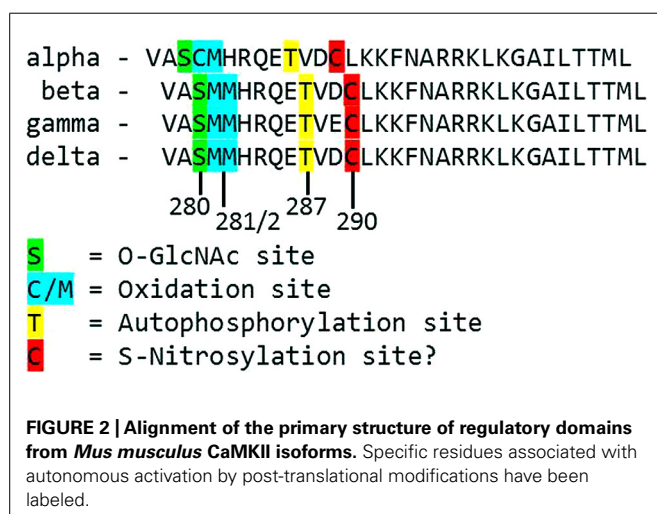 alpha - VASCMHRQETVDCLKKFNARRKLKGAILTTML
beta - VASMMHRQETVDCLKKFNARRKLKGAILTTML
gamma - VASMMHRQETVECLKKFNARRKLKGAILTTML
delta - VASMMHRQETVDCLKKFNARRKLKGAILTTML
280 281/2 287 290
S = O-GlcNAc site
C/M = Oxidation site
T = Autophosphorylation site
C = S-Nitrosylation site?
FIGURE 2 | Alignment of the primary structure of regulatory domains
from Mus musculus CaMKII isoforms. Specific residues associated with
autonomous activation by post-translational modifications have been
labeled.